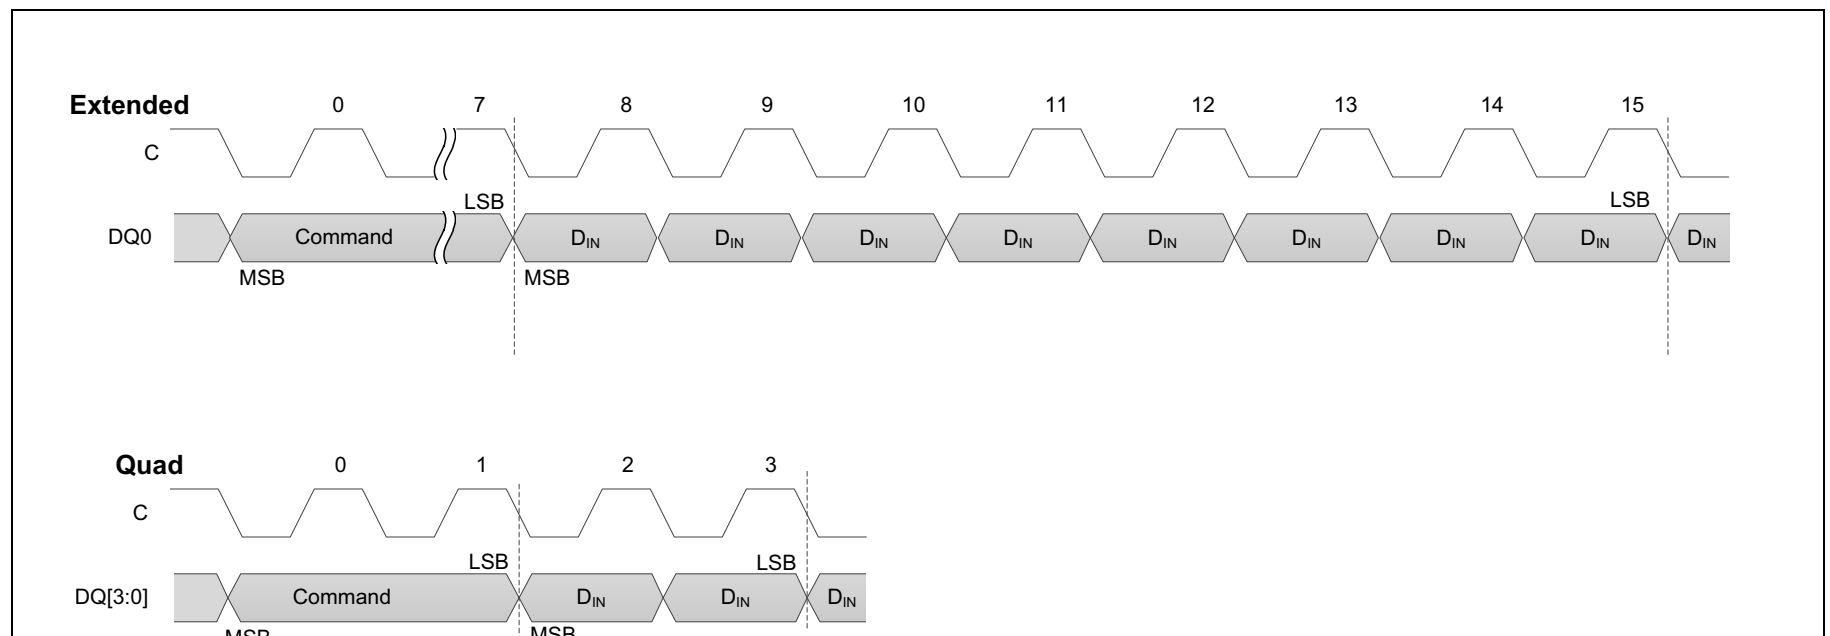 Extended 0 7 8 9 10 11 12 13 14 15
C
LSB LSB
DQ0 Command DIN DIN DIN DIN DIN DIN DIN DIN DIN
MSB MSB
Quad 0 1 2 3
C
LSB LSB
DQ[3:0] Command DIN DIN DIN
MSB MSB